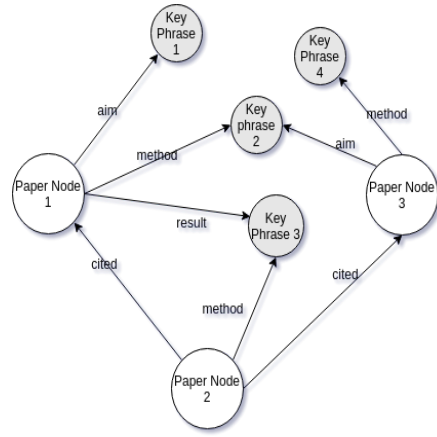 Key
Phrase
1
Key
Phrase
4
aim
method
Key
phrase
2
method
aim
Paper Node
1
Paper Node
3
result
Key
Phrase 3
cited
cited
method
Paper Node
2